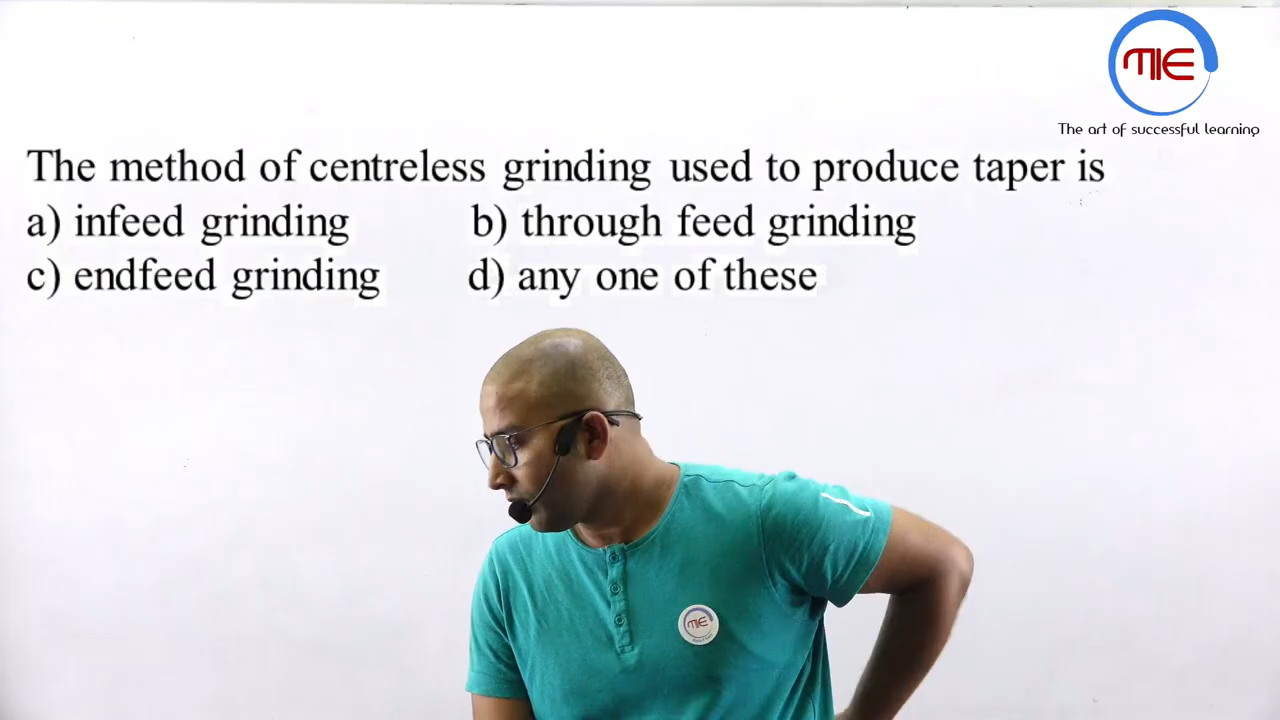 MIE
The art of successful learning
The method of centreless grinding used to produce taper is
a) infeed grinding b) through feed grinding
c) endfeed grinding d) any one of these
MIE